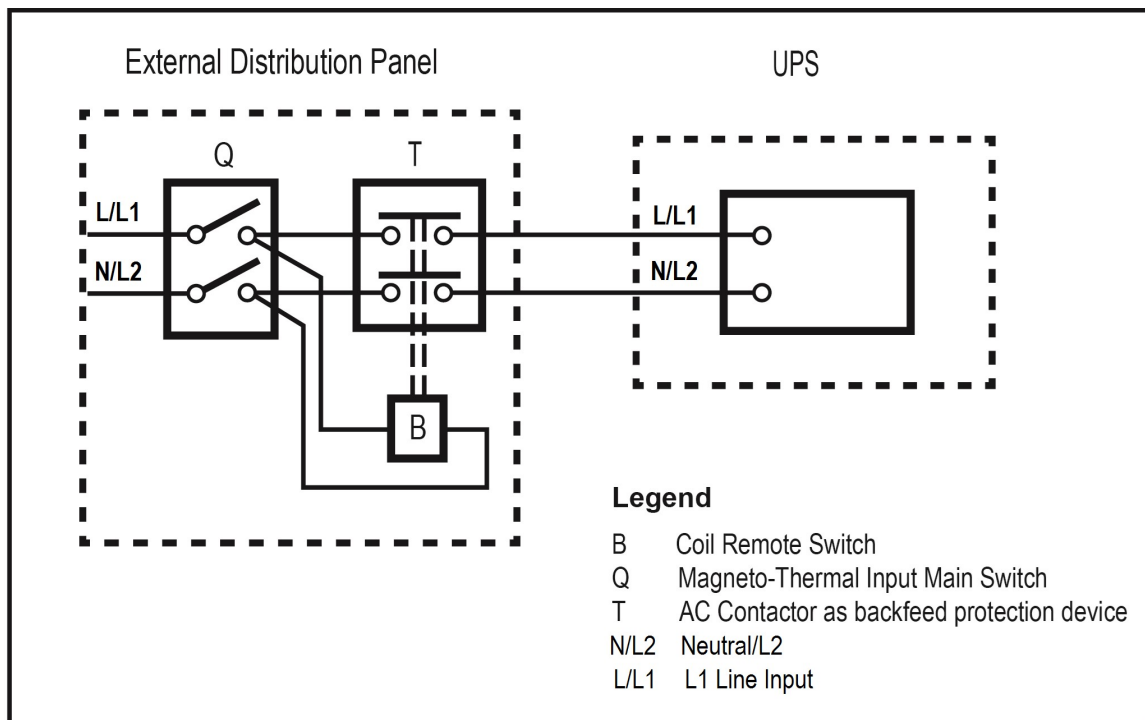 External Distribution Panel
UPS
Q
T
L/L1
N/L2
L/L1
N/L2
B
Legend
B Coil Remote Switch
Q Magneto-Thermal Input Main Switch
T AC Contactor as backfeed protection device
N/L2 Neutral/L2
L/L1 L1 Line Input